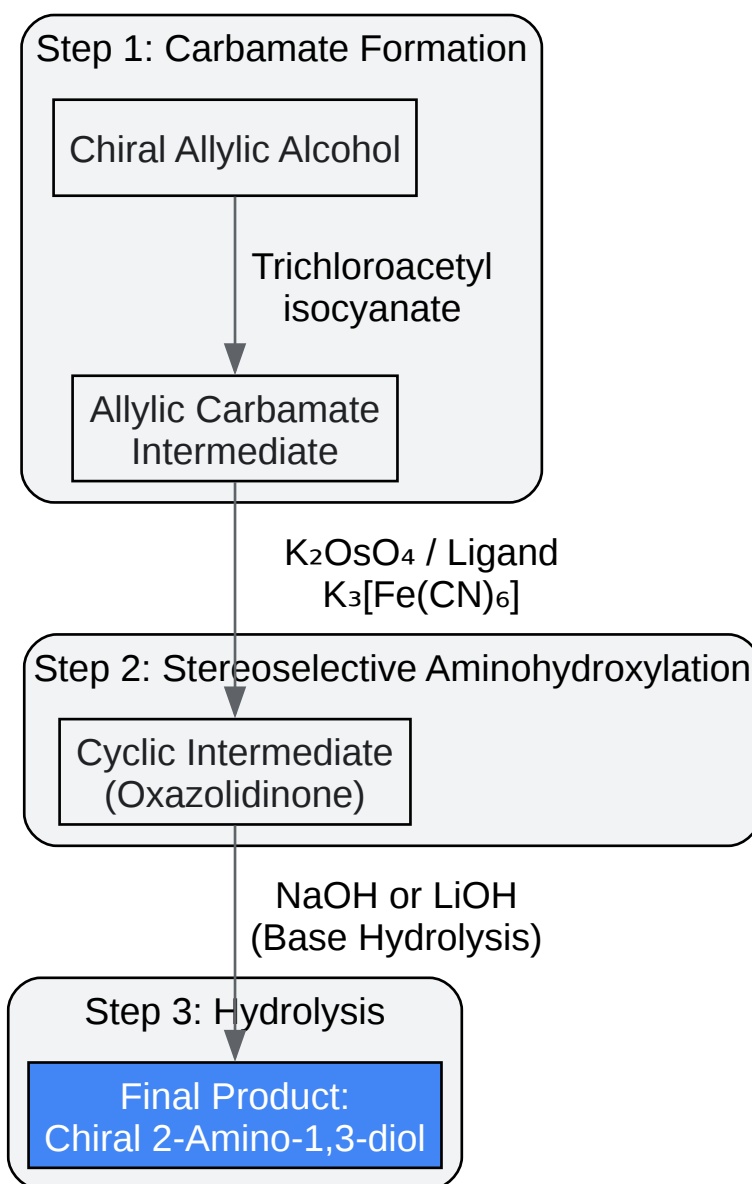 Step 1: Carbamate Formation
Chiral Allylic Alcohol
Trichloroacetyl
isocyanate
Allylic Carbamate
Intermediate
K₂OsO₄ / Ligand
K₃[Fe(CN)₆]
Step 2: Stereoselective Aminohydroxylation
Cyclic Intermediate
(Oxazolidinone)
NaOH or LiOH
(Base Hydrolysis)
Step 3: Hydrolysis
Final Product:
Chiral 2-Amino-1,3-diol